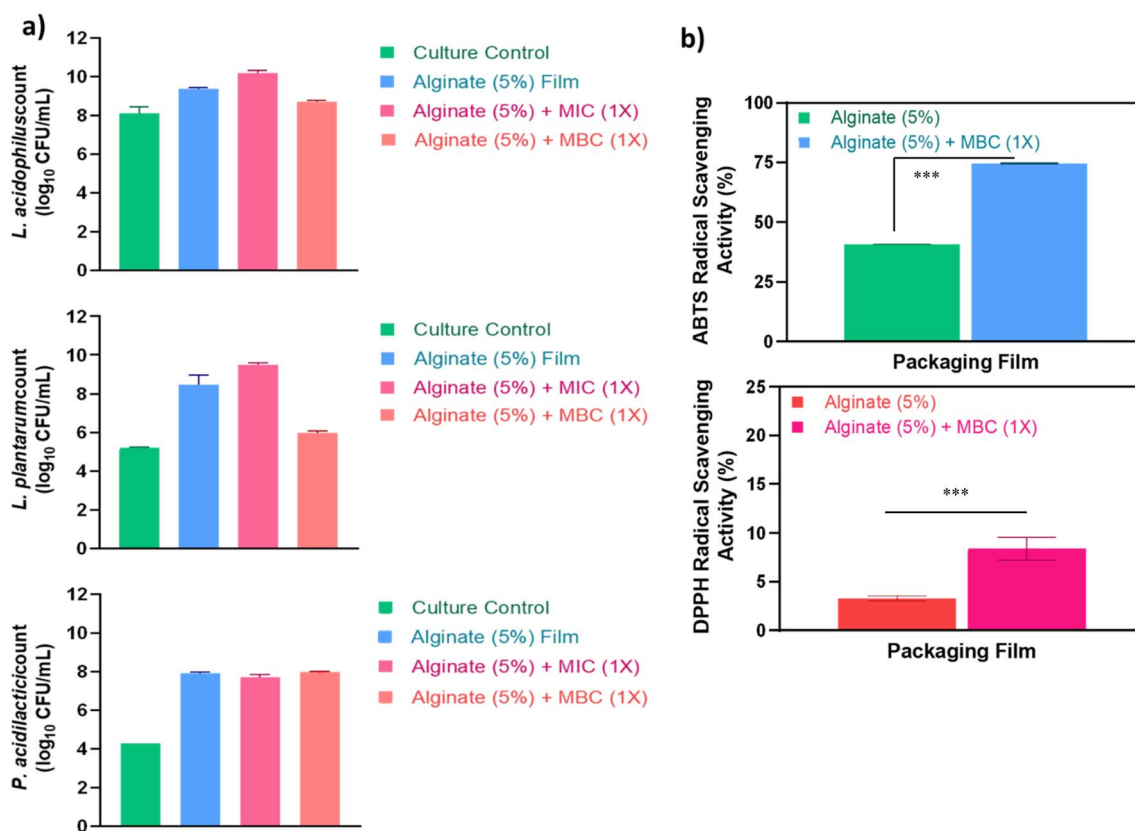 a)
L. acidophiluscount
(log10 CFU/mL)
12
10
8
6
4
2
0
Culture Control
Alginate (5%) Film
Alginate (5%) + MIC (1X)
Alginate (5%) + MBC (1X)
L. plantarumcount
(log10 CFU/mL)
12
10
8
6
4
2
0
Culture Control
Alginate (5%) Film
Alginate (5%) + MIC (1X)
Alginate (5%) + MBC (1X)
P. acidilacticicount
(log10 CFU/mL)
12
10
8
6
4
2
0
Culture Control
Alginate (5%) Film
Alginate (5%) + MIC (1X)
Alginate (5%) + MBC (1X)
b)
ABTS Radical Scavenging
Activity (%)
100
75
50
25
0
Alginate (5%)
Alginate (5%) + MBC (1X)
***
Packaging Film
DPPH Radical Scavenging
Activity (%)
25
20
15
10
5
0
Alginate (5%)
Alginate (5%) + MBC (1X)
***
Packaging Film